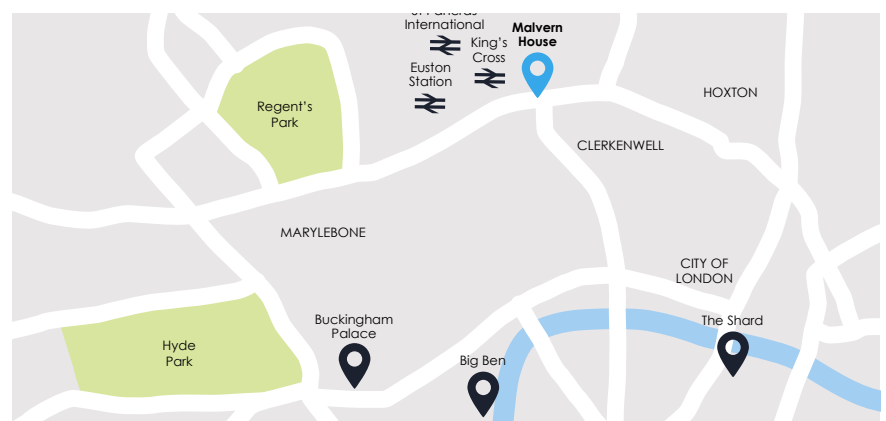 International
Malvern
House
King's
Cross
Euston
Station
HOXTON
Regent's
Park
CLERKENWELL
MARYLEBONE
CITY OF
LONDON
Buckingham
Palace
The Shard
Hyde
Park
Big Ben